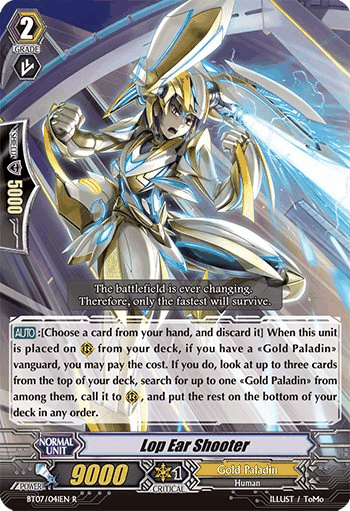 2
GRADE
SHIELD
5000
The battlefield is ever changing.
Therefore, only the fastest will survive.
AUTO:[Choose a card from your hand, and discard it] When this unit
is placed on from your deck, if you have a «Gold Paladin»
vanguard, you may pay the cost. If you do, look at up to three cards
from the top of your deck, search for up to one «Gold Paladin» from
among them, call it to , and put the rest on the bottom of your
deck in any order.
NORMAL
UNIT
Lop Ear Shooter
POWER
9000
1
CRITICAL
Gold Paladin
Human
BT07/041EN R
ILLUST / ToMo